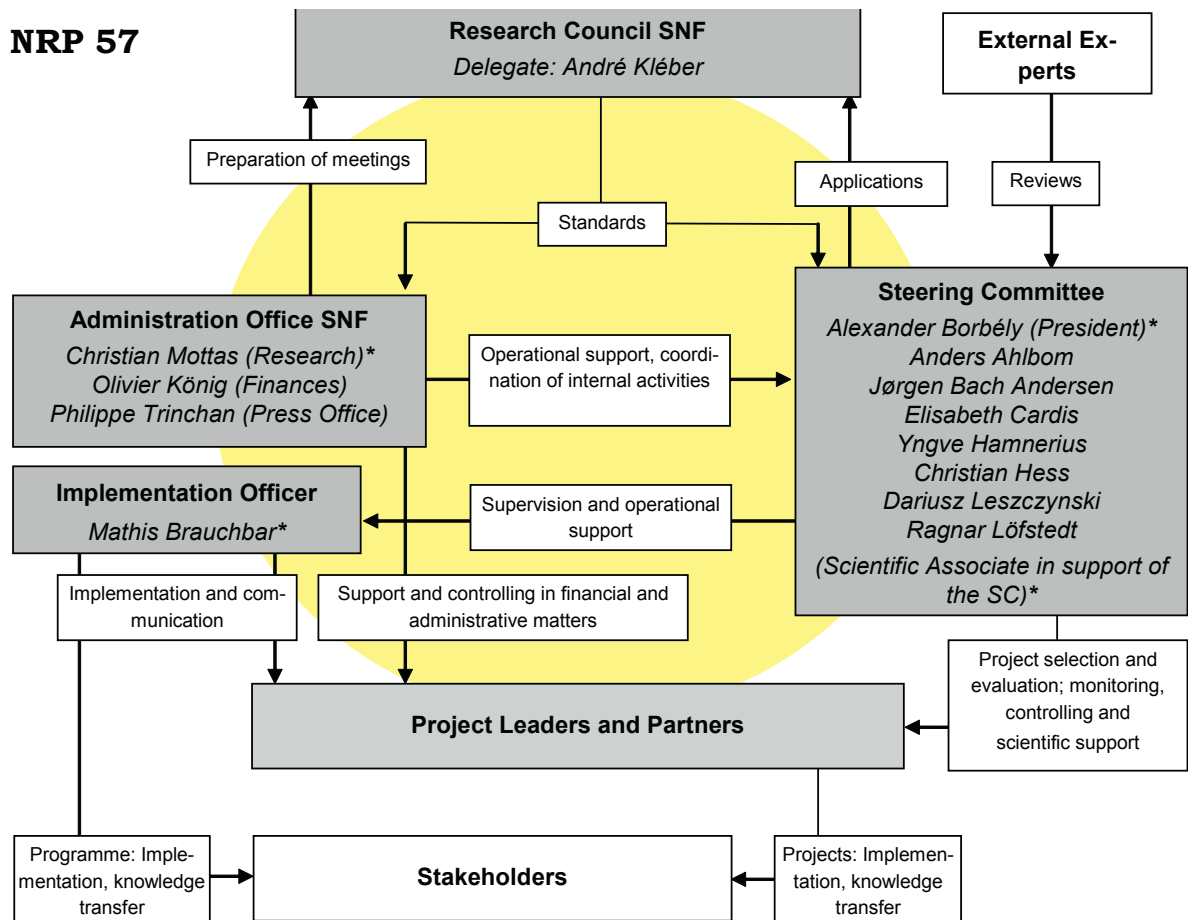 NRP 57
Research Council SNF
Delegate: André Kléber
External Ex-
perts
Preparation of meetings
Applications
Reviews
Standards
Administration Office SNF
Christian Mottas (Research)*
Olivier König (Finances)
Philippe Trinchan (Press Office)
Operational support, coordi-
nation of internal activities
Steering Committee
Alexander Borbély (President)*
Anders Ahlbom
Jørgen Bach Andersen
Elisabeth Cardis
Yngve Hamnerius
Christian Hess
Dariusz Leszczynski
Ragnar Löfstedt
(Scientific Associate in support of
the SC)*
Implementation Officer
Mathis Brauchbar*
Supervision and operational
support
Implementation and com-
munication
Support and controlling in financial and
administrative matters
Project selection and
evaluation; monitoring,
controlling and
scientific support
Project Leaders and Partners
Programme: Imple-
mentation, knowledge
transfer
Stakeholders
Projects: Implemen-
tation, knowledge
transfer